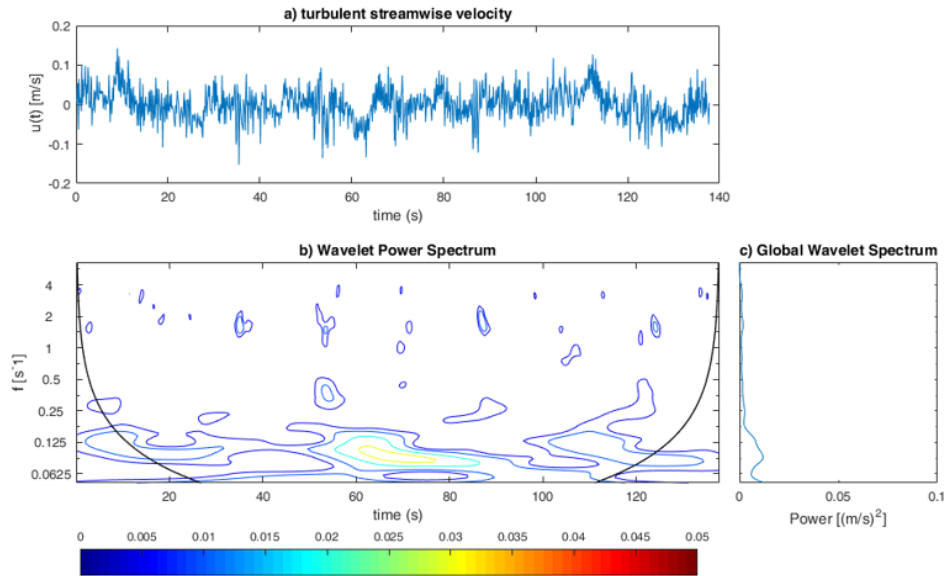 a) turbulent streamwise velocity
0.2
0.1
0
-0.1
-0.2
u(t) [m/s]
0 20 40 60 80 100 120 140
time (s)
b) Wavelet Power Spectrum
4
2
1
0.5
0.25
0.125
0.0625
f [s^-1]
20 40 60 80 100 120
time (s)
c) Global Wavelet Spectrum
0 0.05 0.1
Power [(m/s)²]
0 0.005 0.01 0.015 0.02 0.025 0.03 0.035 0.04 0.045 0.05